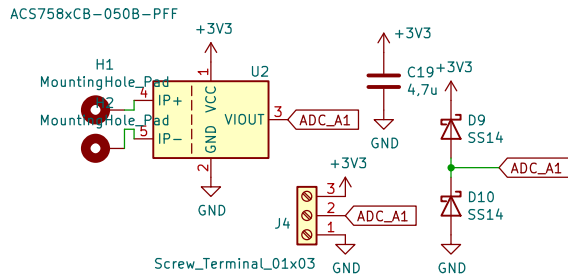 ACS758xCB-050B-PFF
+3V3
H1
MountingHole_Pad
H2
MountingHole_Pad
U2
1
4
IP+
VCC
VIOUT
3
ADC_A1
5
IP-
GND
2
GND
+3V3
C19
4,7u
GND
+3V3
D9
SS14
ADC_A1
D10
SS14
GND
+3V3
J4
3
2
1
ADC_A1
GND
Screw_Terminal_01x03